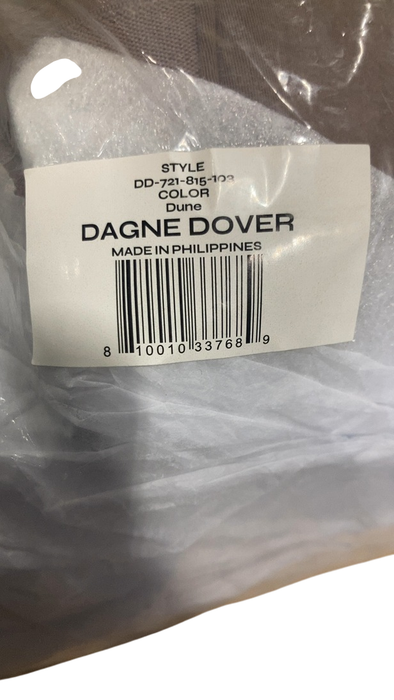 STYLE
DD-721-815-103
COLOR
Dune
DAGNE DOVER
MADE IN PHILIPPINES
8 10010 33768 9